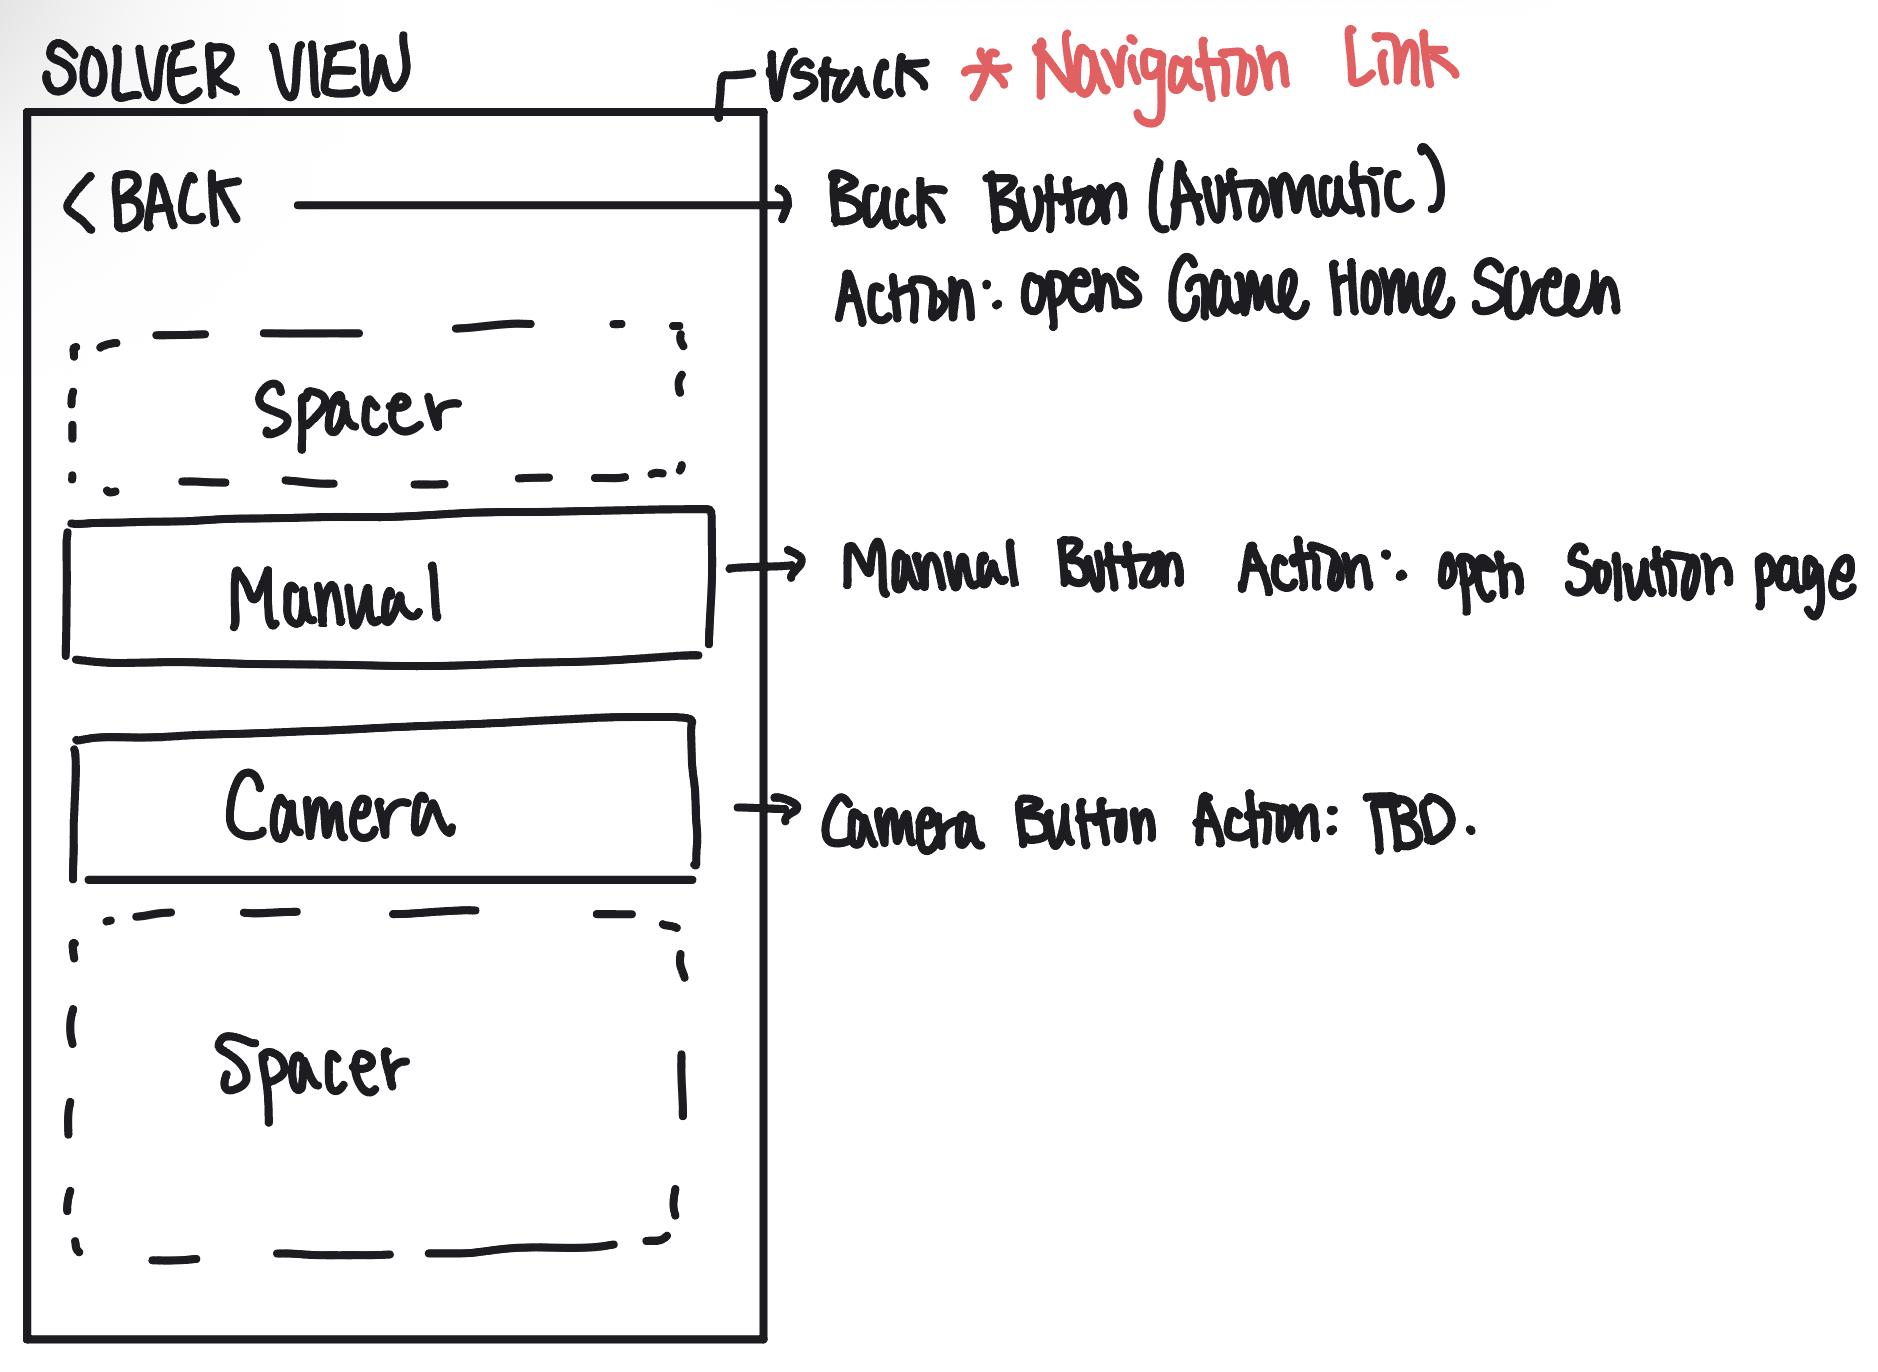 SOLVER VIEW
Vstack * Navigation Link
< BACK
Back Button (Automatic)
Action: opens Game Home Screen
Spacer
Manual
Manual Button Action: open Solution page
Camera
Camera Button Action: TBD.
Spacer